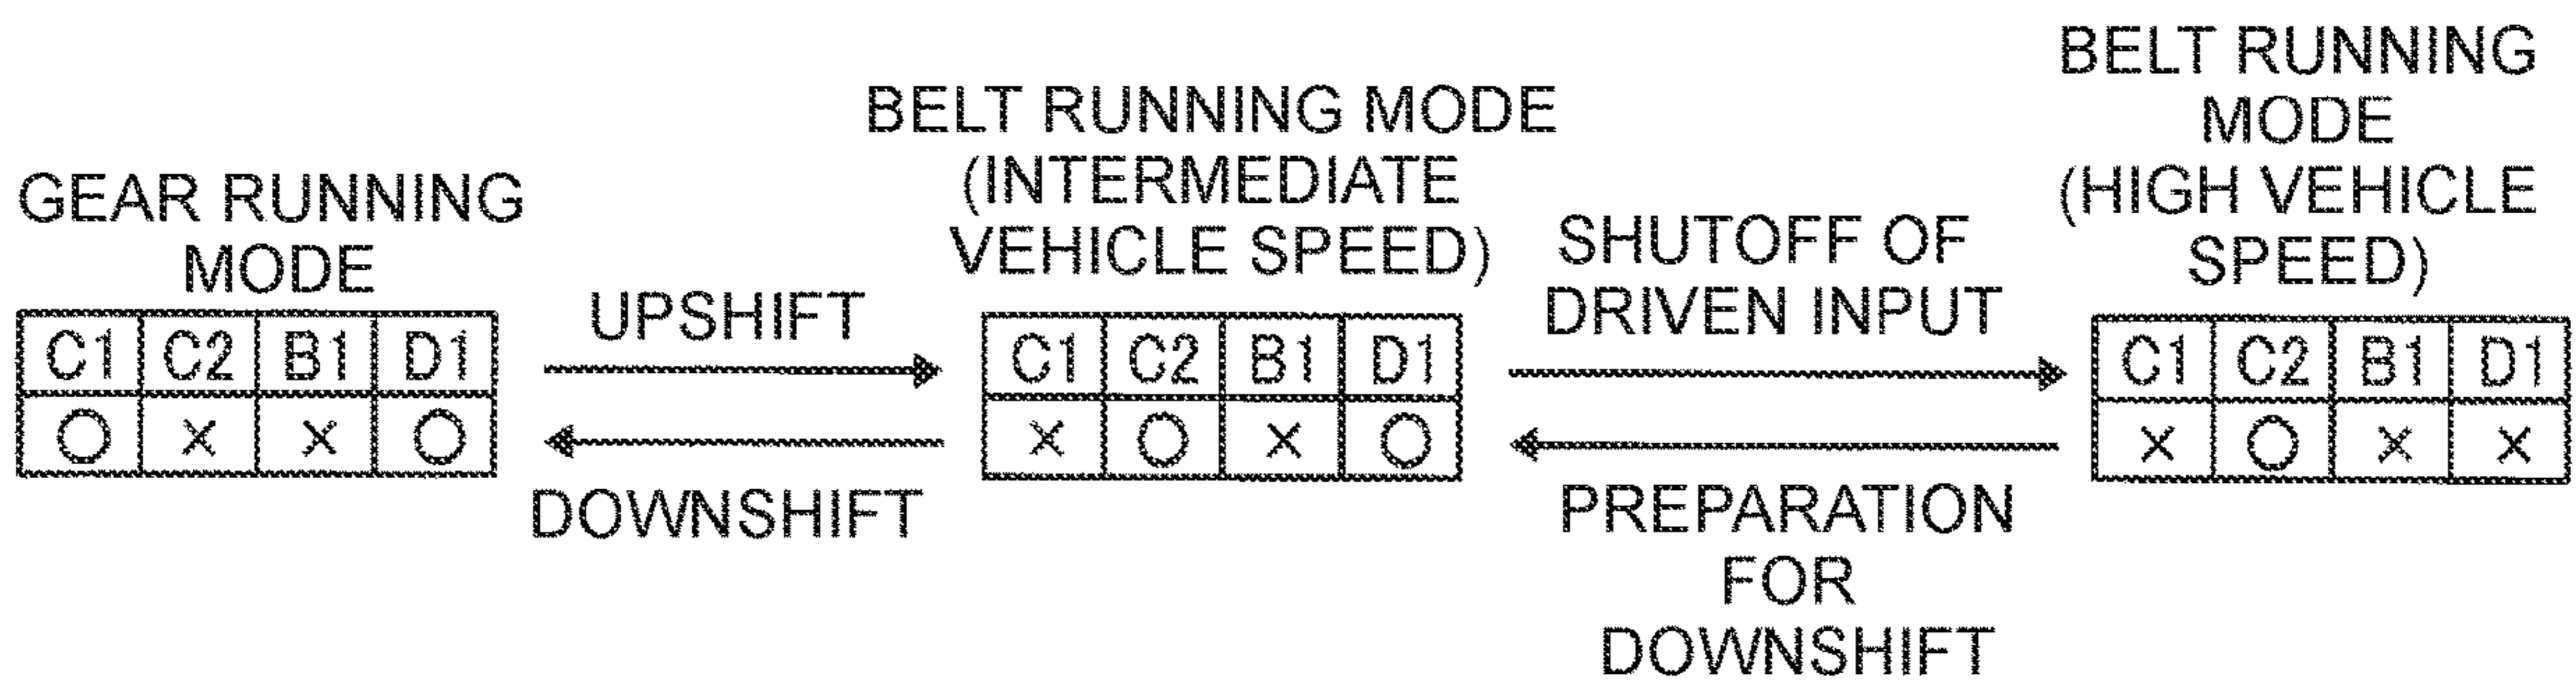 GEAR RUNNING
MODE
C1 C2 B1 D1
○ × × ○
UPSHIFT
DOWNSHIFT
BELT RUNNING MODE
(INTERMEDIATE
VEHICLE SPEED)
C1 C2 B1 D1
× ○ × ○
SHUTOFF OF
DRIVEN INPUT
PREPARATION
FOR
DOWNSHIFT
BELT RUNNING
MODE
(HIGH VEHICLE
SPEED)
C1 C2 B1 D1
× ○ × ×